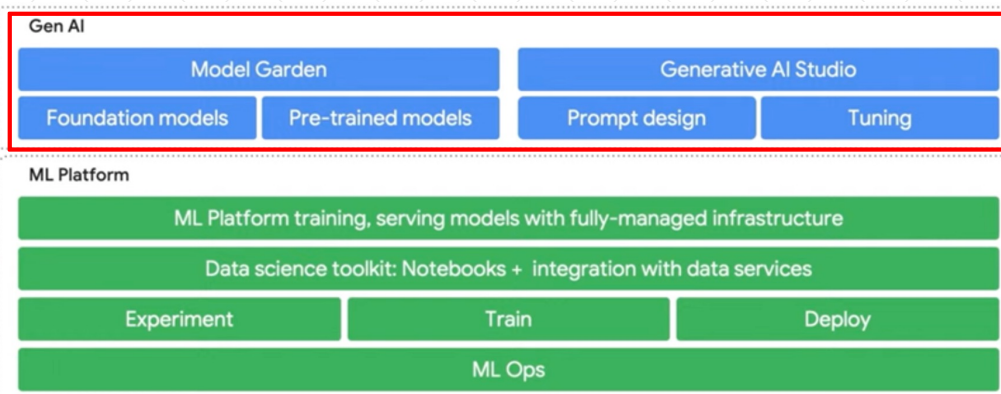 Gen AI
Model Garden
Generative AI Studio
Foundation models
Pre-trained models
Prompt design
Tuning
ML Platform
ML Platform training, serving models with fully-managed infrastructure
Data science toolkit: Notebooks + integration with data services
Experiment
Train
Deploy
ML Ops